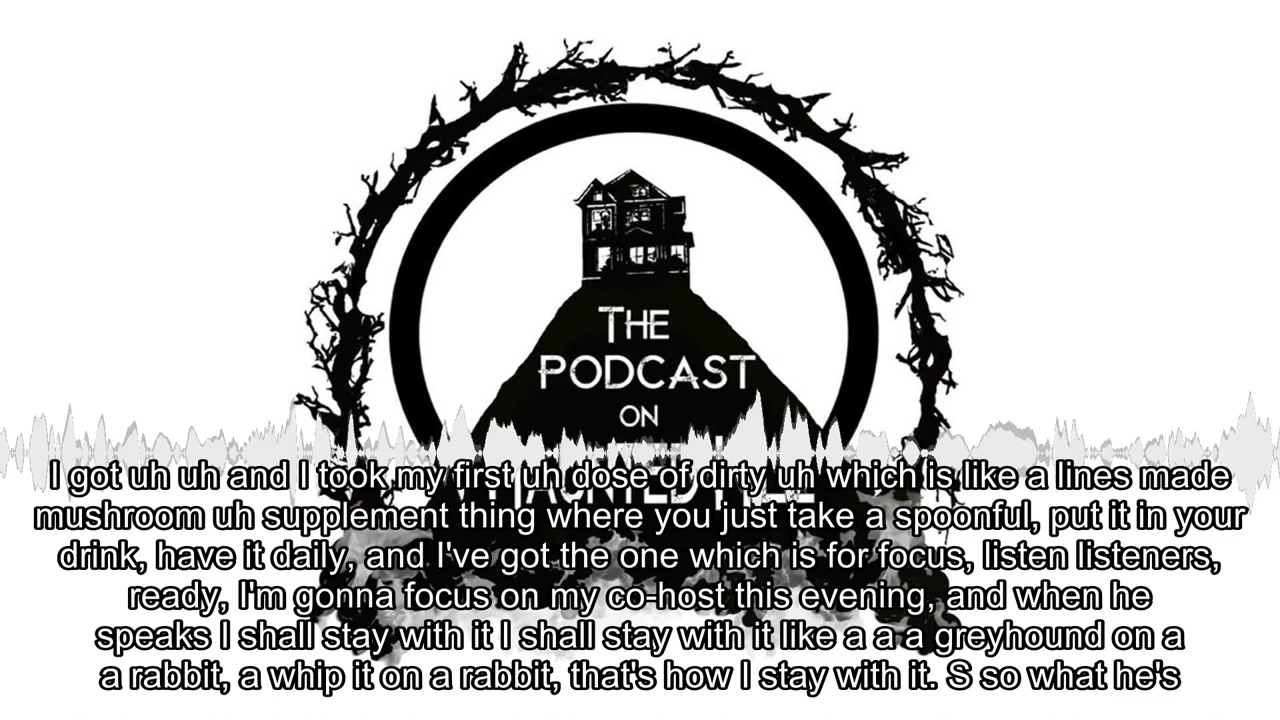 THE
PODCAST
ON
HAUNTED HILL
I got uh uh and I took my first uh dose of dirty uh which is like a lines made
mushroom uh supplement thing where you just take a spoonful, put it in your
drink, have it daily, and I've got the one which is for focus, listen listeners,
ready, I'm gonna focus on my co-host this evening, and when he
speaks I shall stay with it I shall stay with it like a a a greyhound on a
a rabbit, a whip it on a rabbit, that's how I stay with it. S so what he's